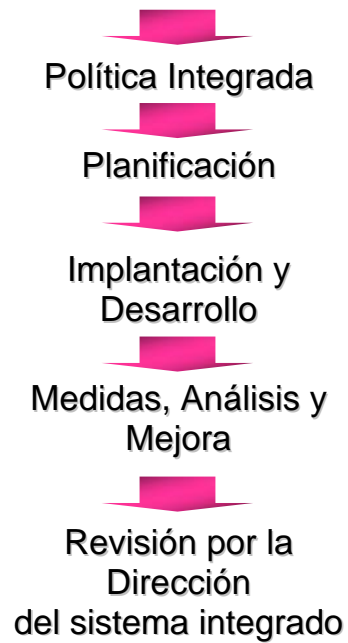 Política Integrada
Planificación
Implantación y
Desarrollo
Medidas, Análisis y
Mejora
Revisión por la
Dirección
del sistema integrado